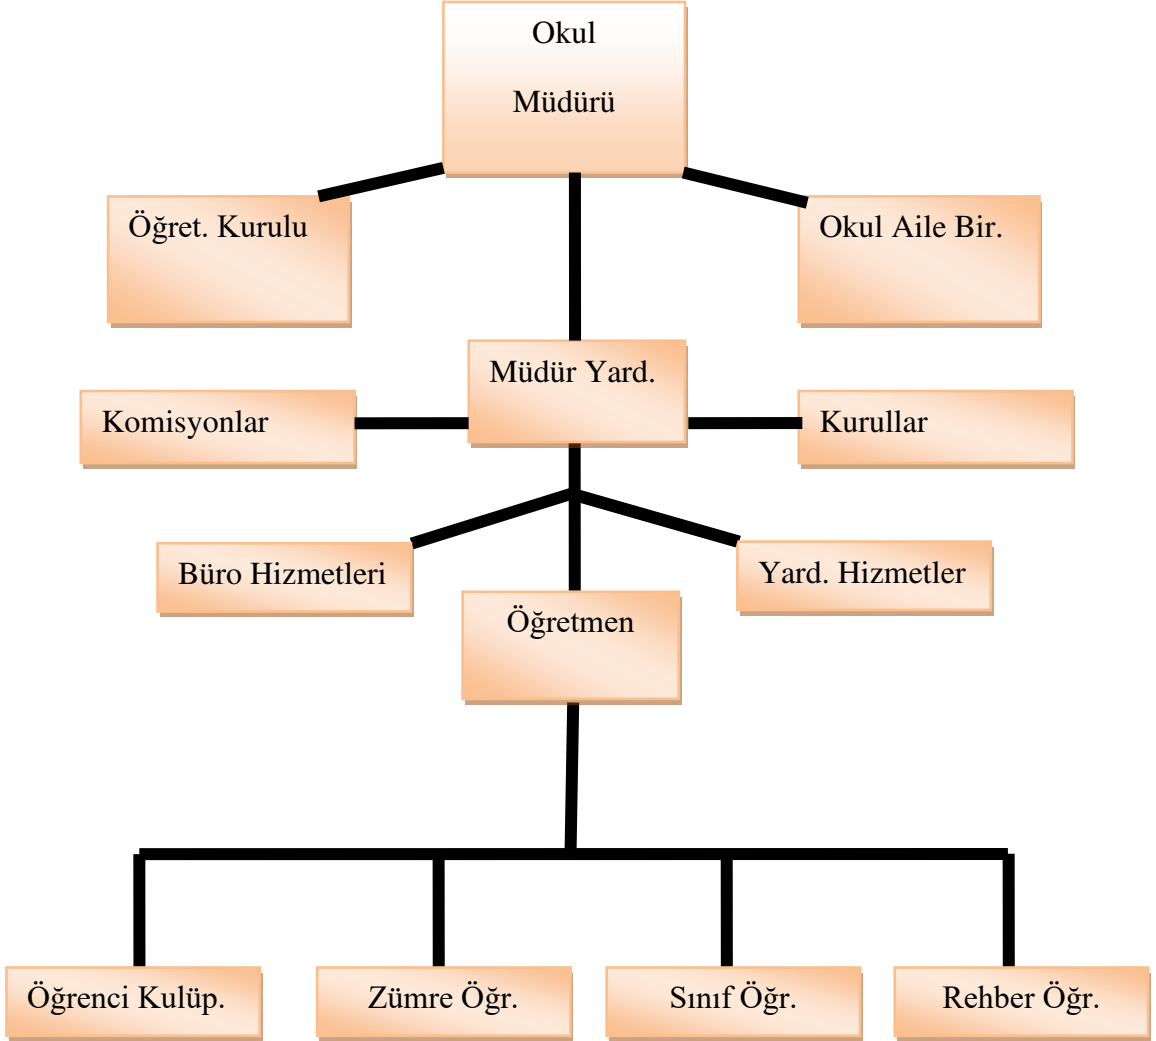 Okul
Müdürü
Öğret. Kurulu
Okul Aile Bir.
Müdür Yard.
Komisyonlar
Kurullar
Büro Hizmetleri
Yard. Hizmetler
Öğretmen
Öğrenci Kulüp.
Zümre Öğr.
Sınıf Öğr.
Rehber Öğr.